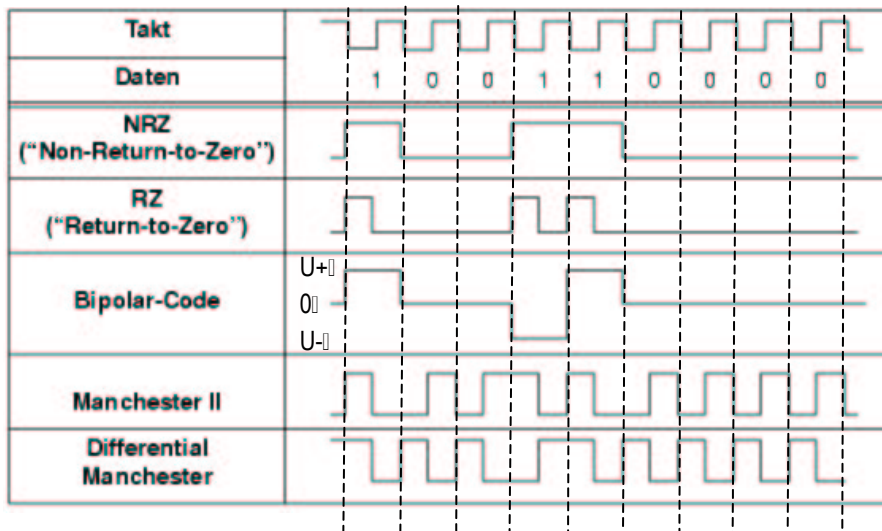 Takt
Daten 1 0 0 1 1 0 0 0 0
NRZ
("Non-Return-to-Zero")
RZ
("Return-to-Zero")
Bipolar-Code
U+▯
0▯
U-▯
Manchester II
Differential
Manchester